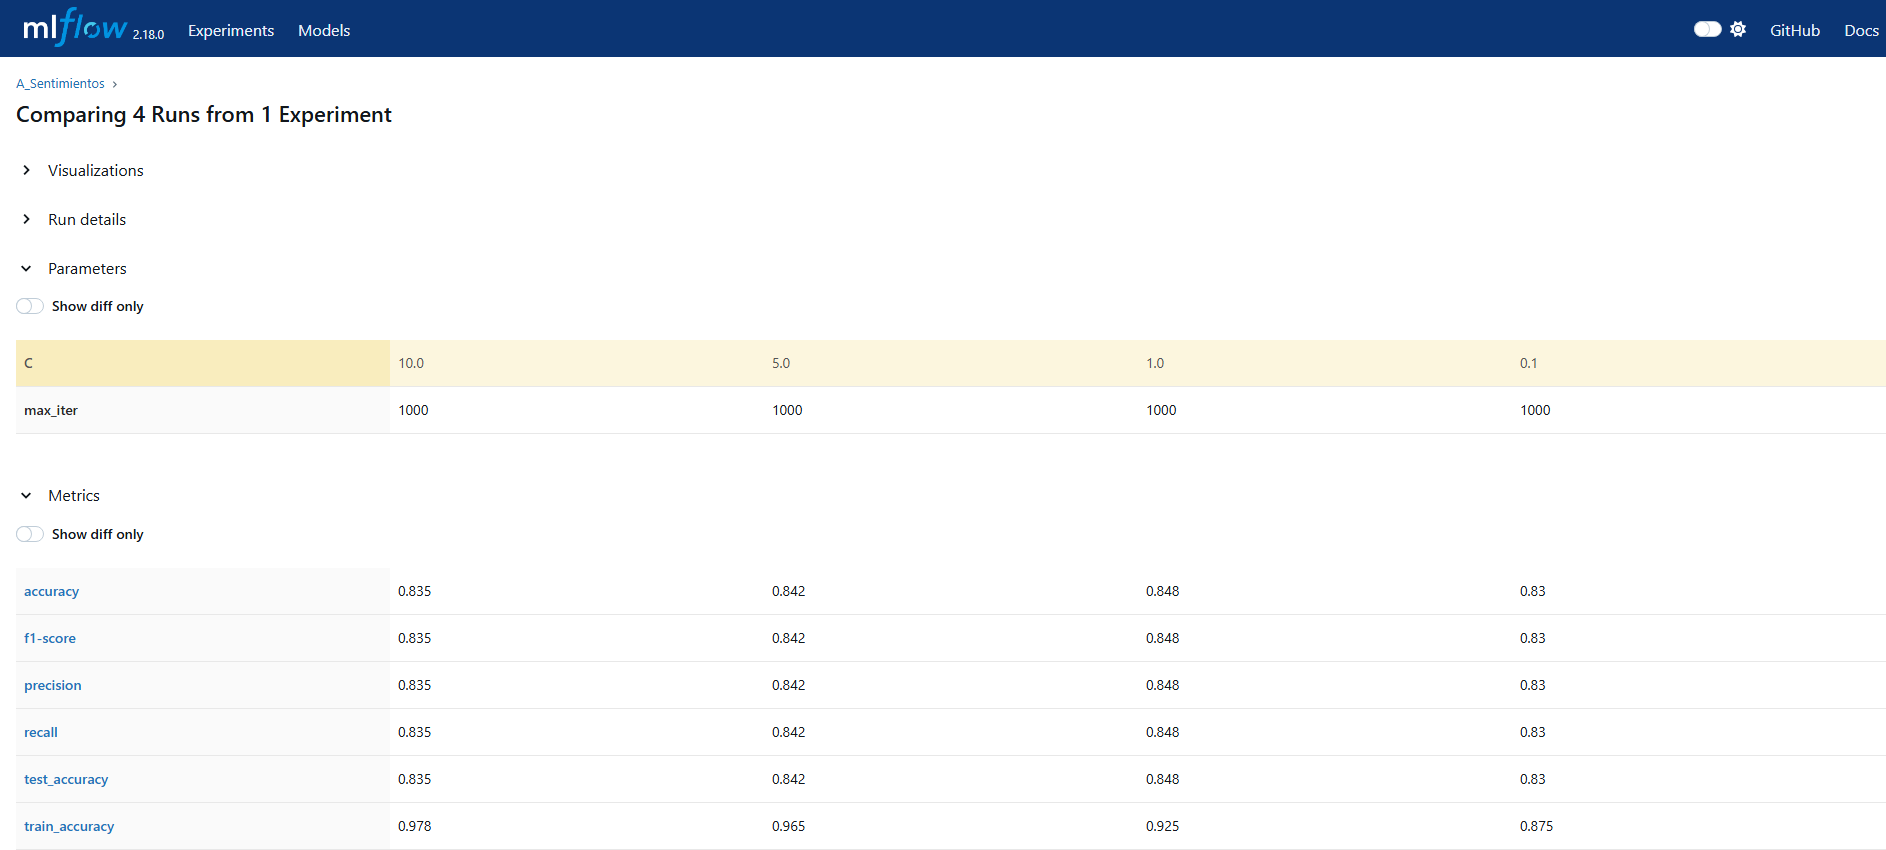 mlflow 2.18.0 Experiments Models GitHub Docs
A_Sentimientos
Comparing 4 Runs from 1 Experiment
Visualizations
Run details
Parameters
Show diff only
C 10.0 5.0 1.0 0.1
max_iter 1000 1000 1000 1000
Metrics
Show diff only
accuracy 0.835 0.842 0.848 0.83
f1-score 0.835 0.842 0.848 0.83
precision 0.835 0.842 0.848 0.83
recall 0.835 0.842 0.848 0.83
test_accuracy 0.835 0.842 0.848 0.83
train_accuracy 0.978 0.965 0.925 0.875